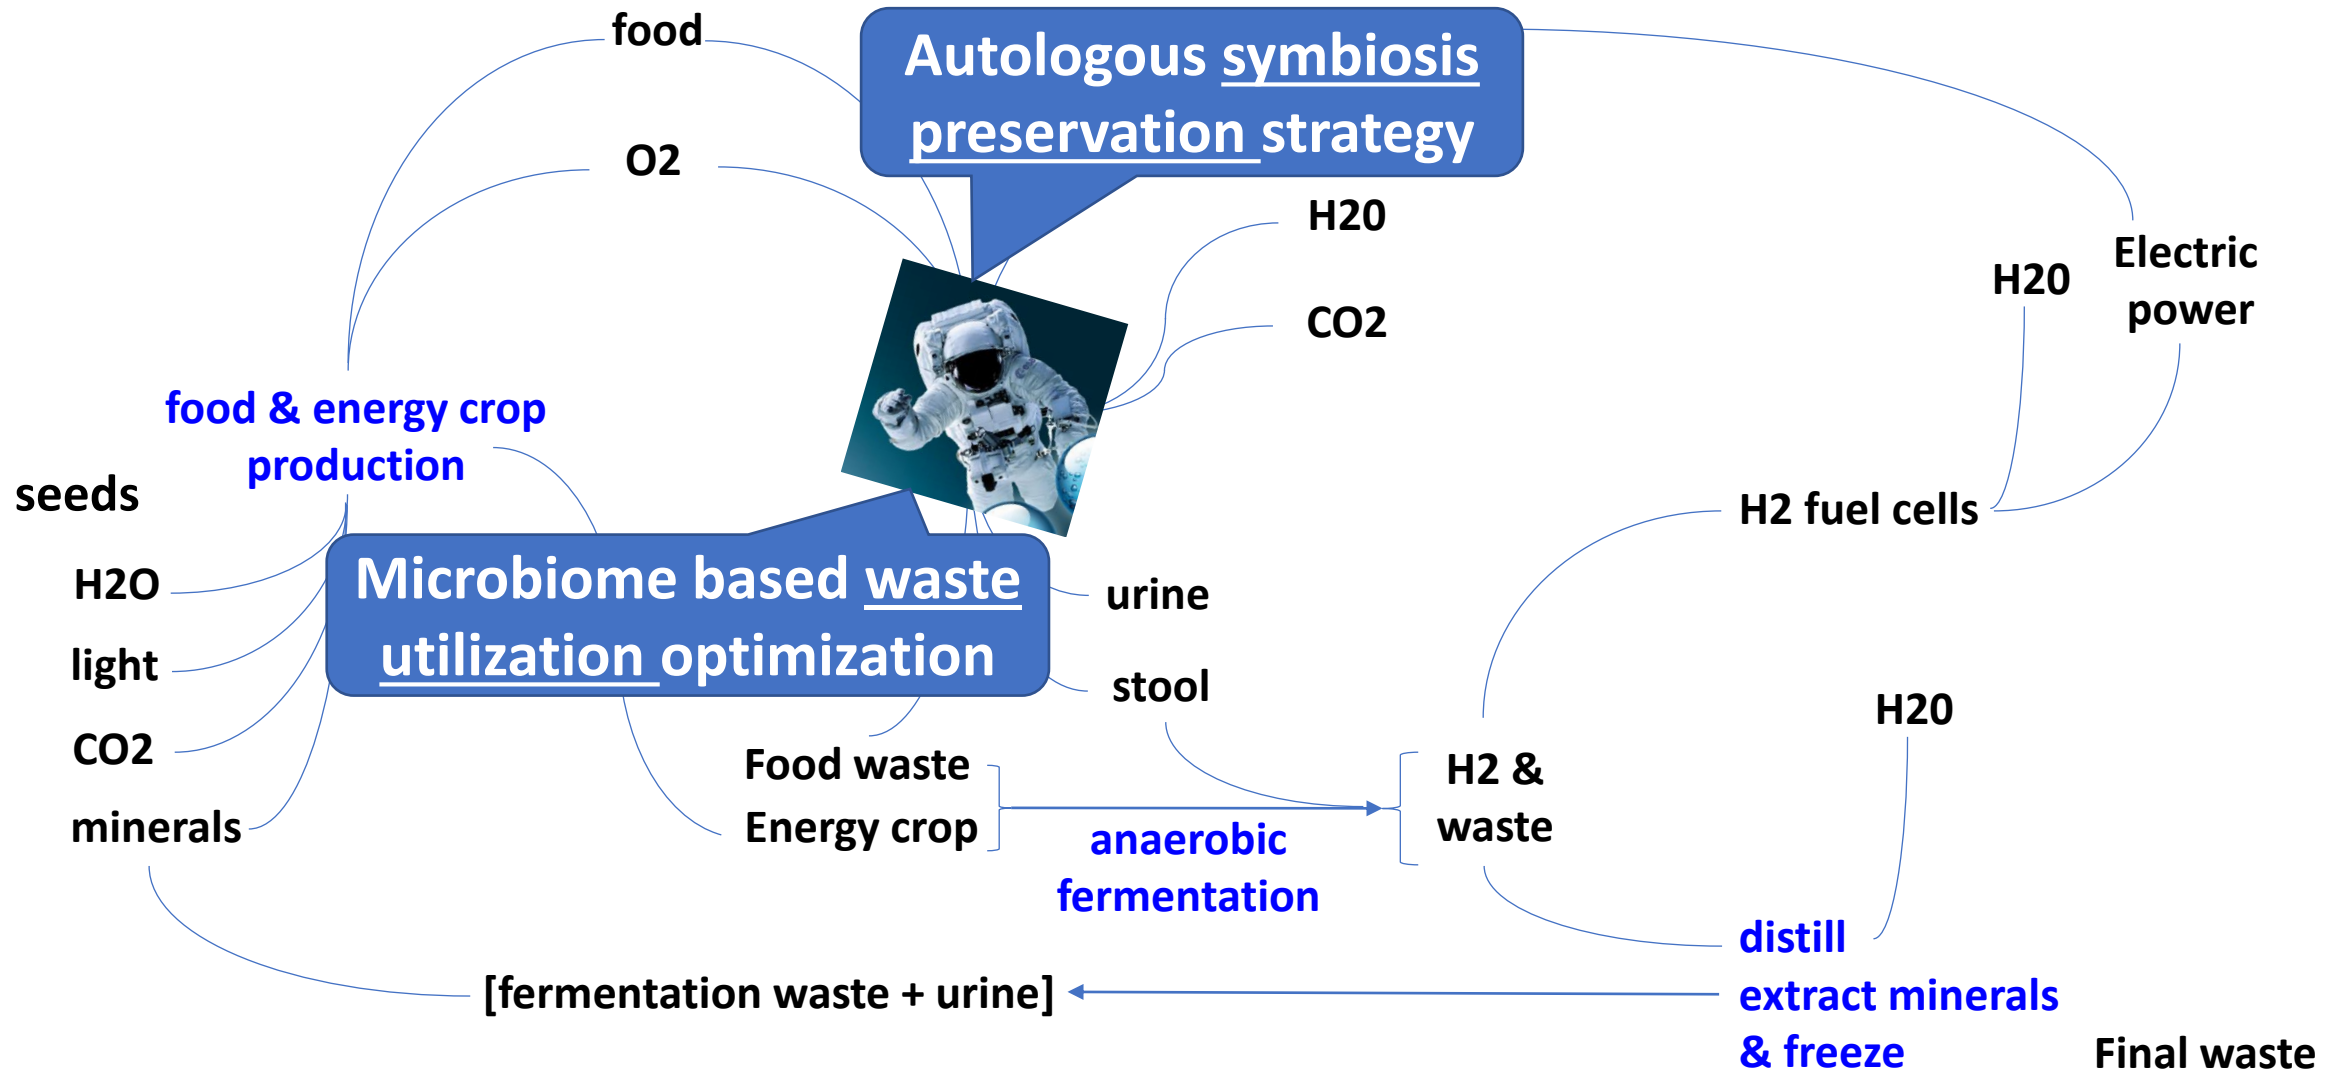 food
Autologous symbiosis
preservation strategy
O2
H20
CO2
H20
Electric
power
food & energy crop
production
seeds
H2 fuel cells
H2O
Microbiome based waste
utilization optimization
urine
light
stool
CO2
Food waste
H2 &
waste
H20
minerals
Energy crop
anaerobic
fermentation
distill
[fermentation waste + urine]
extract minerals
& freeze
Final waste